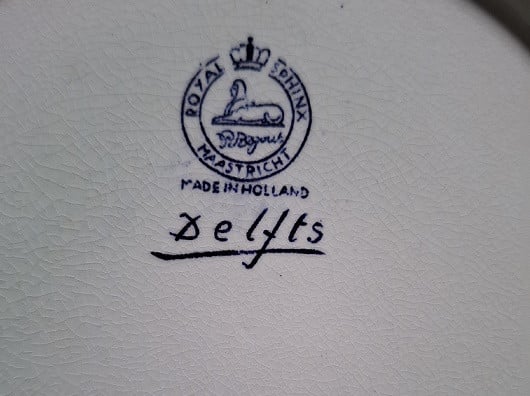 ROYAL SPHINX
P. Regout
MAASTRICHT
MADE IN HOLLAND
Delfts